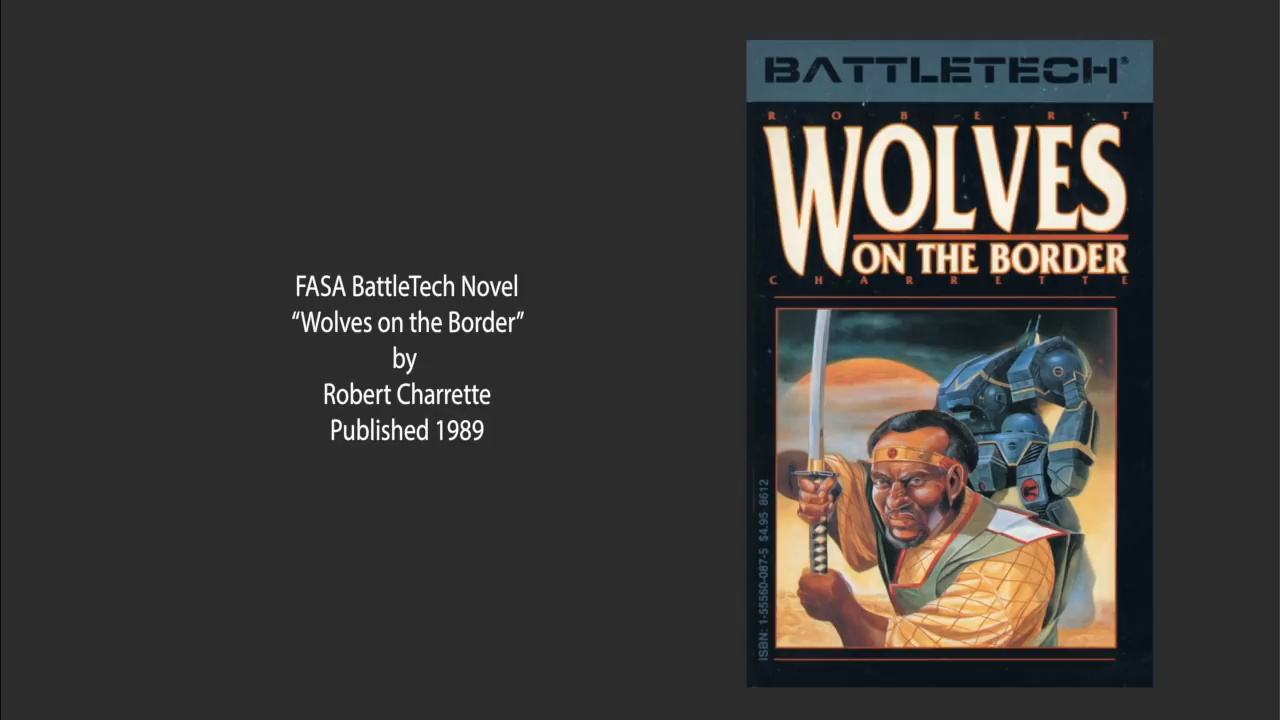 FASA BattleTech Novel
“Wolves on the Border”
by
Robert Charrette
Published 1989
BATTLETECH®
ROBERT
WOLVES
ON THE BORDER
CHARRETTE
ISBN: 1-55560-087-5 $4.95 8612